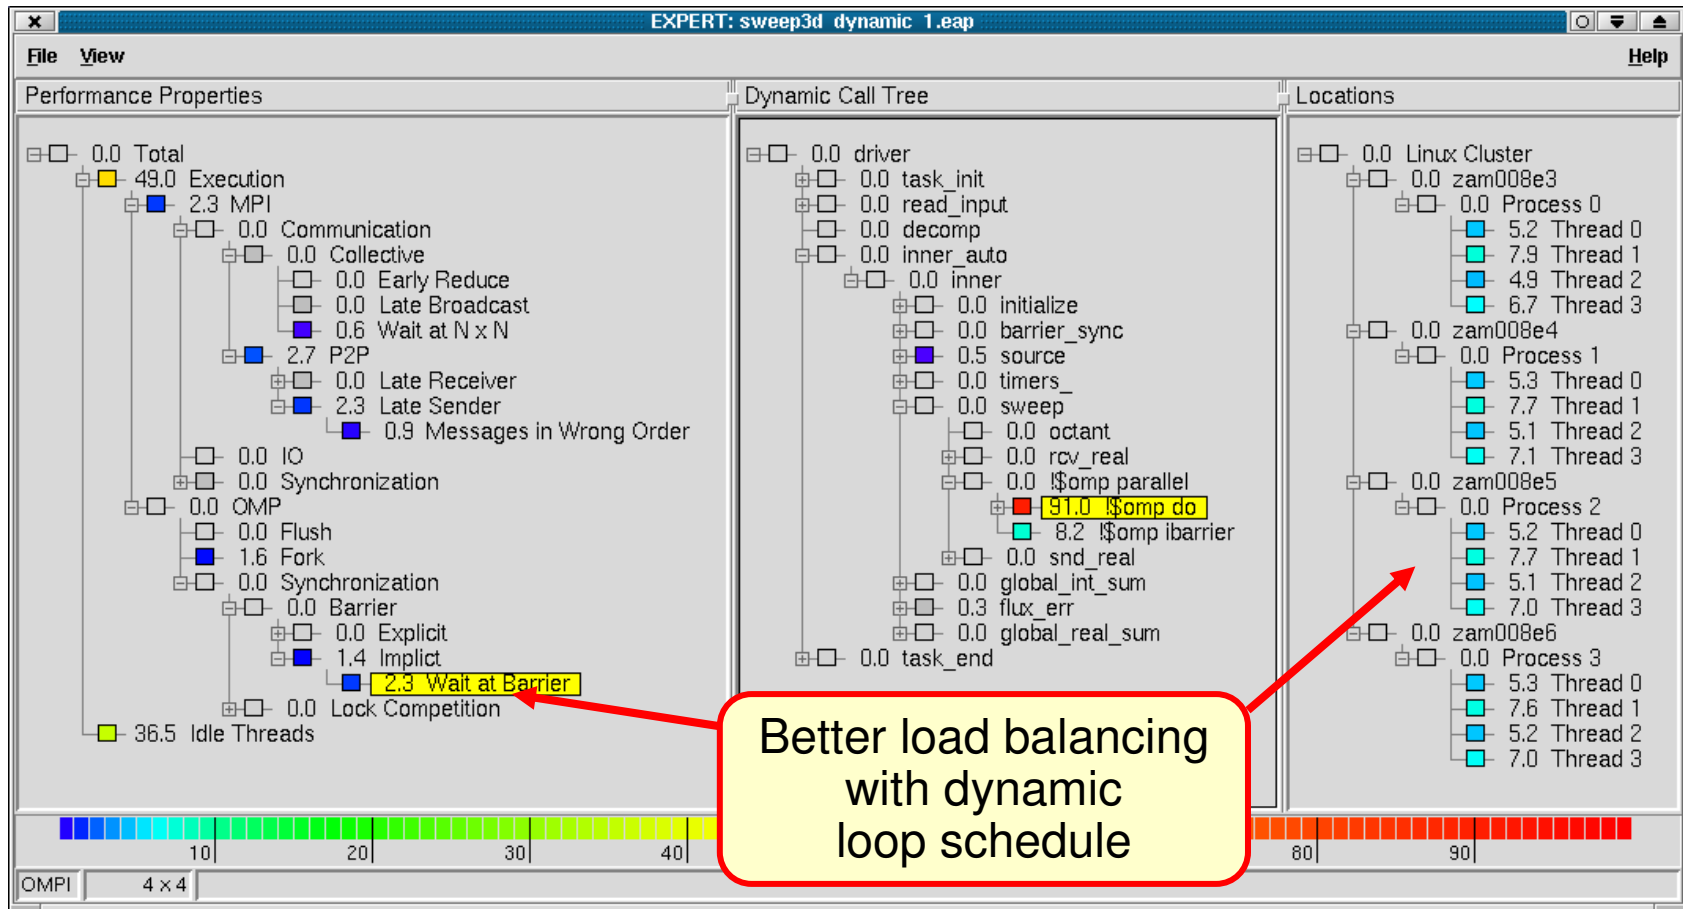 EXPERT: sweep3d dynamic 1.eap
File View Help
Performance Properties
0.0 Total
49.0 Execution
2.3 MPI
0.0 Communication
0.0 Collective
0.0 Early Reduce
0.0 Late Broadcast
0.6 Wait at N x N
2.7 P2P
0.0 Late Receiver
2.3 Late Sender
0.9 Messages in Wrong Order
0.0 IO
0.0 Synchronization
0.0 OMP
0.0 Flush
1.6 Fork
0.0 Synchronization
0.0 Barrier
0.0 Explicit
1.4 Implict
2.3 Wait at Barrier
0.0 Lock Competition
36.5 Idle Threads
Dynamic Call Tree
0.0 driver
0.0 task_init
0.0 read_input
0.0 decomp
0.0 inner_auto
0.0 inner
0.0 initialize
0.0 barrier_sync
0.5 source
0.0 timers_
0.0 sweep
0.0 octant
0.0 rcv_real
0.0 !$omp parallel
91.0 !$omp do
8.2 !$omp ibarrier
0.0 snd_real
0.0 global_int_sum
0.3 flux_err
0.0 global_real_sum
0.0 task_end
Locations
0.0 Linux Cluster
0.0 zam008e3
0.0 Process 0
5.2 Thread 0
7.9 Thread 1
4.9 Thread 2
6.7 Thread 3
0.0 zam008e4
0.0 Process 1
5.3 Thread 0
7.7 Thread 1
5.1 Thread 2
7.1 Thread 3
0.0 zam008e5
0.0 Process 2
5.2 Thread 0
7.7 Thread 1
5.1 Thread 2
7.0 Thread 3
0.0 zam008e6
0.0 Process 3
5.3 Thread 0
7.6 Thread 1
5.2 Thread 2
7.0 Thread 3
Better load balancing
with dynamic
loop schedule
10 20 30 40 80 90
OMPI 4 x 4